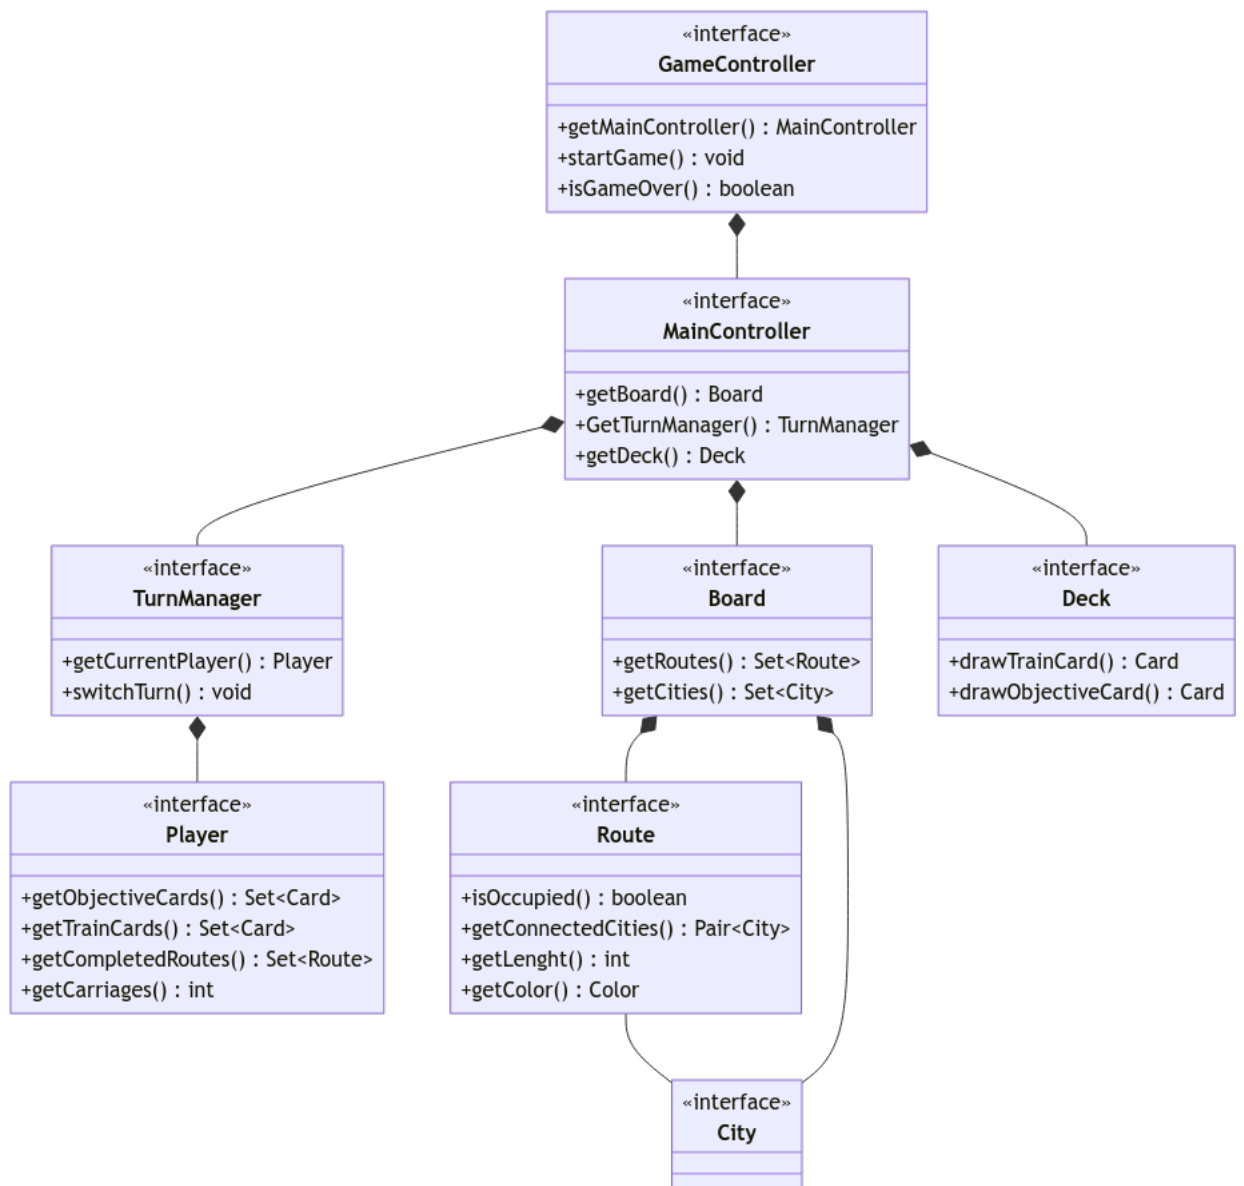 «interface»
GameController
+getMainController() : MainController
+startGame() : void
+isGameOver() : boolean
«interface»
MainController
+getBoard() : Board
+GetTurnManager() : TurnManager
+getDeck() : Deck
«interface»
TurnManager
+getCurrentPlayer() : Player
+switchTurn() : void
«interface»
Board
+getRoutes() : Set<Route>
+getCities() : Set<City>
«interface»
Deck
+drawTrainCard() : Card
+drawObjectiveCard() : Card
«interface»
Player
+getObjectiveCards() : Set<Card>
+getTrainCards() : Set<Card>
+getCompletedRoutes() : Set<Route>
+getCarriages() : int
«interface»
Route
+isOccupied() : boolean
+getConnectedCities() : Pair<City>
+getLenght() : int
+getColor() : Color
«interface»
City